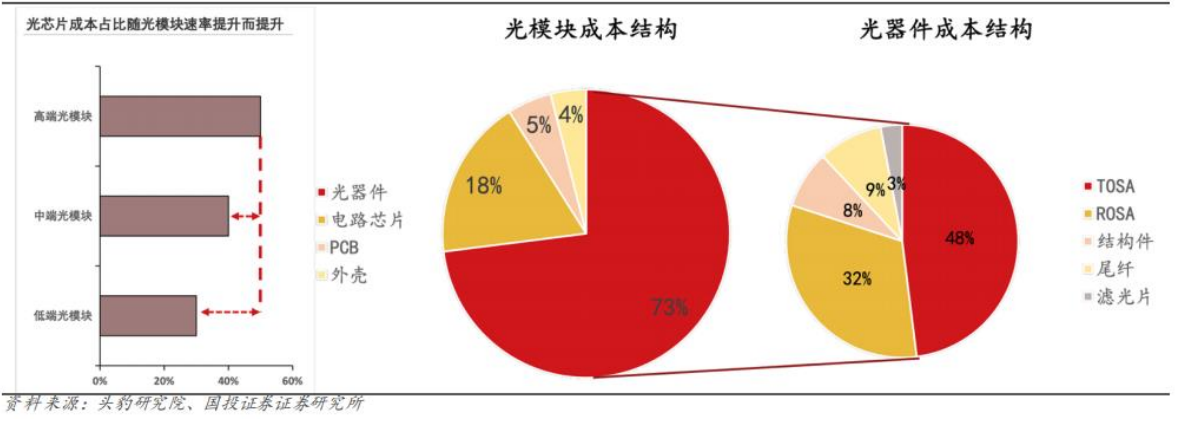 光芯片成本占比随光模块速率提升而提升
高端光模块
中端光模块
低端光模块
0%
20%
40%
60%
光模块成本结构
4%
5%
18%
73%
光器件
电路芯片
PCB
外壳
光器件成本结构
3%
9%
8%
48%
32%
TOSA
ROSA
结构件
尾纤
滤光片
资料来源：头豹研究院、国投证券证券研究所